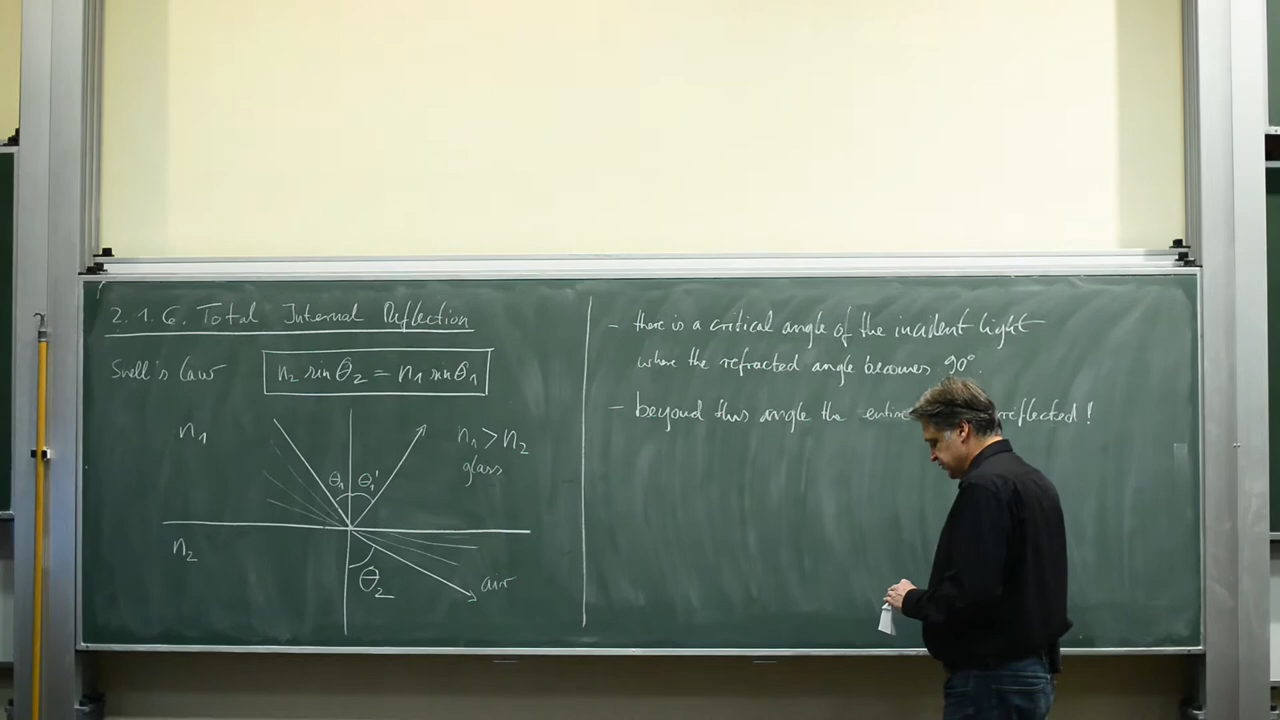 2.1.6. Total Internal Reflection
Snell's law
n₂ sin θ₂ = n₁ sin θ₁
n₁
n₁ > n₂
glass
θ₁ θ₁'
n₂
θ₂
air
- there is a critical angle of the incident light
where the refracted angle becomes 90°.
- beyond this angle the entire reflected!